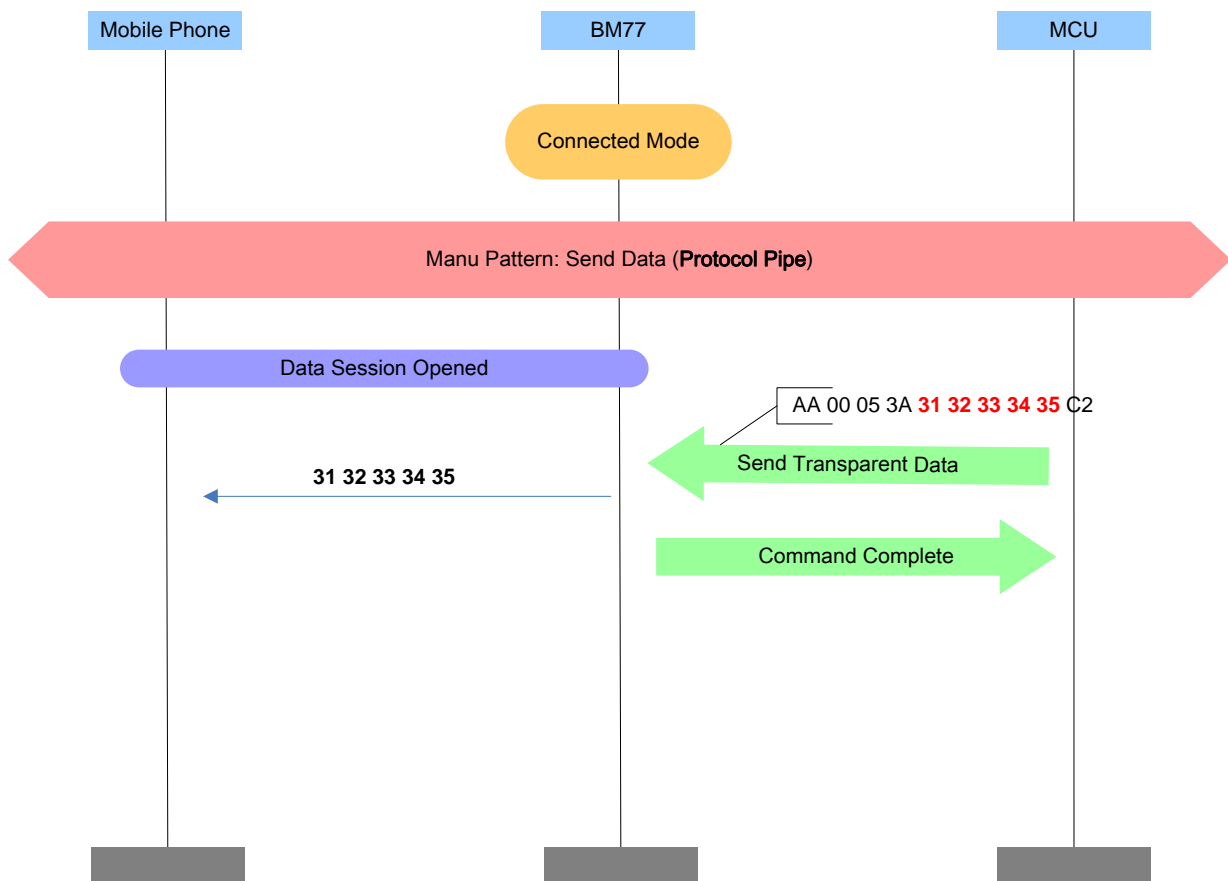 Mobile Phone
BM77
MCU
Connected Mode
Manu Pattern: Send Data (Protocol Pipe)
Data Session Opened
AA 00 05 3A 31 32 33 34 35 C2
Send Transparent Data
31 32 33 34 35
Command Complete